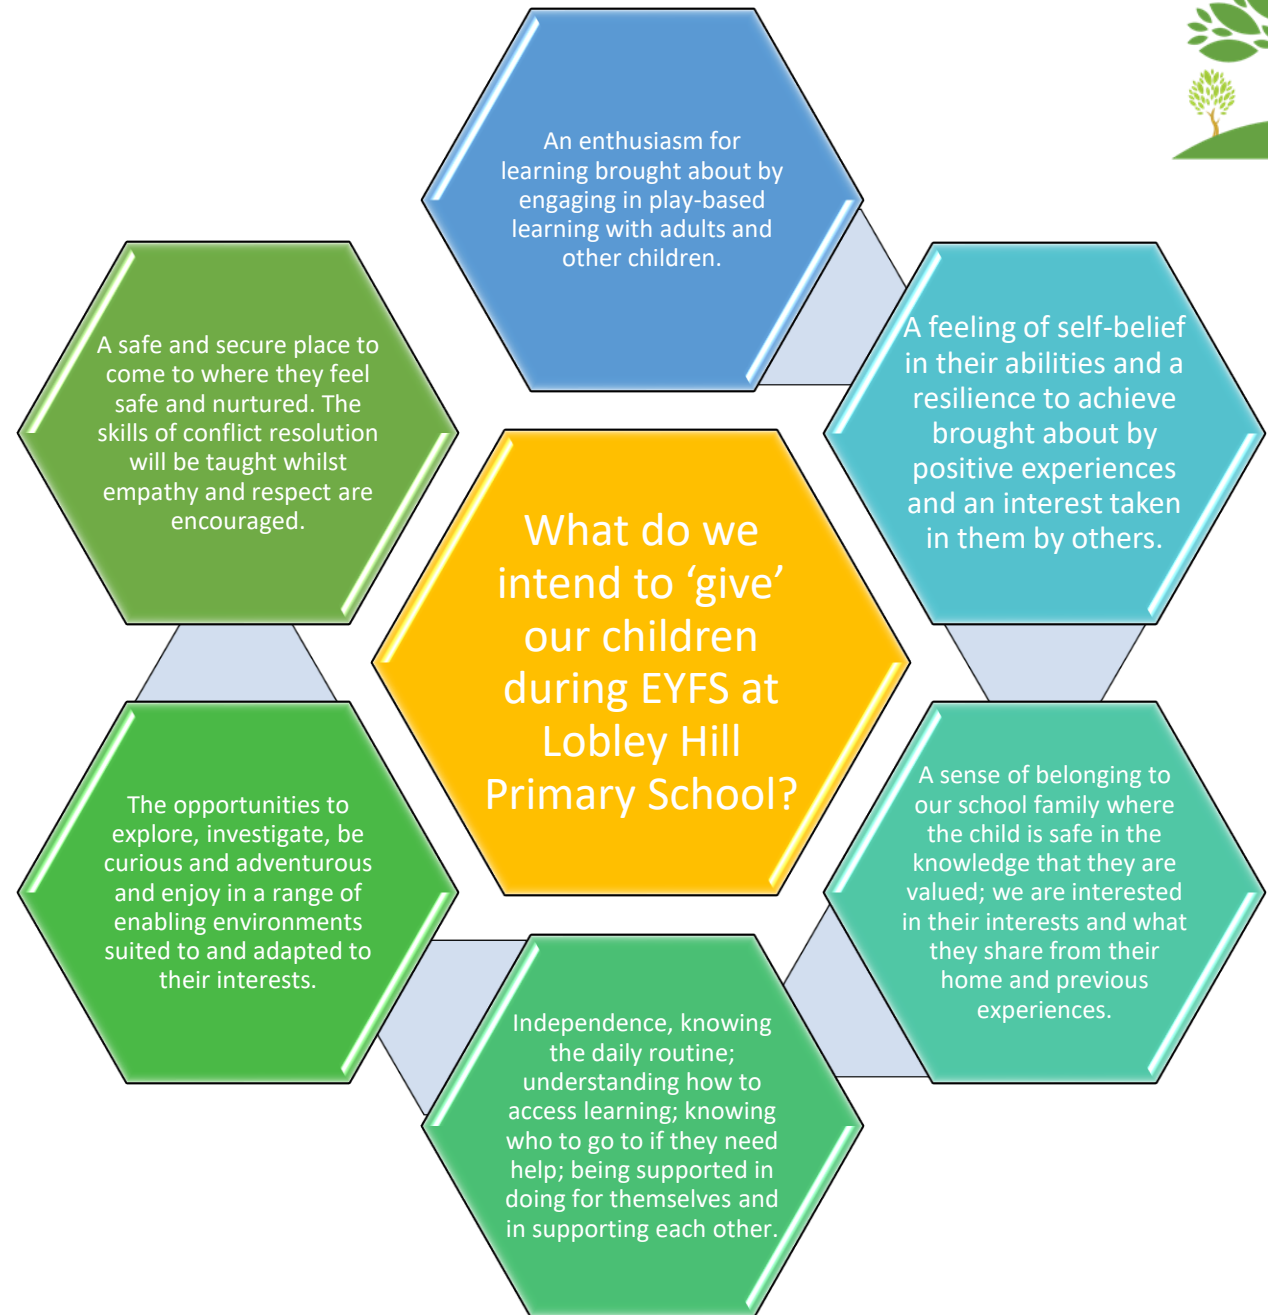 An enthusiasm for
learning brought about by
engaging in play-based
learning with adults and
other children.
A feeling of self-belief
in their abilities and a
resilience to achieve
brought about by
positive experiences
and an interest taken
in them by others.
A sense of belonging to
our school family where
the child is safe in the
knowledge that they are
valued; we are interested
in their interests and what
they share from their
home and previous
experiences.
Independence, knowing
the daily routine;
understanding how to
access learning; knowing
who to go to if they need
help; being supported in
doing for themselves and
in supporting each other.
The opportunities to
explore, investigate, be
curious and adventurous
and enjoy in a range of
enabling environments
suited to and adapted to
their interests.
A safe and secure place to
come to where they feel
safe and nurtured. The
skills of conflict resolution
will be taught whilst
empathy and respect are
encouraged.
What do we
intend to ‘give’
our children
during EYFS at
Lobley Hill
Primary School?